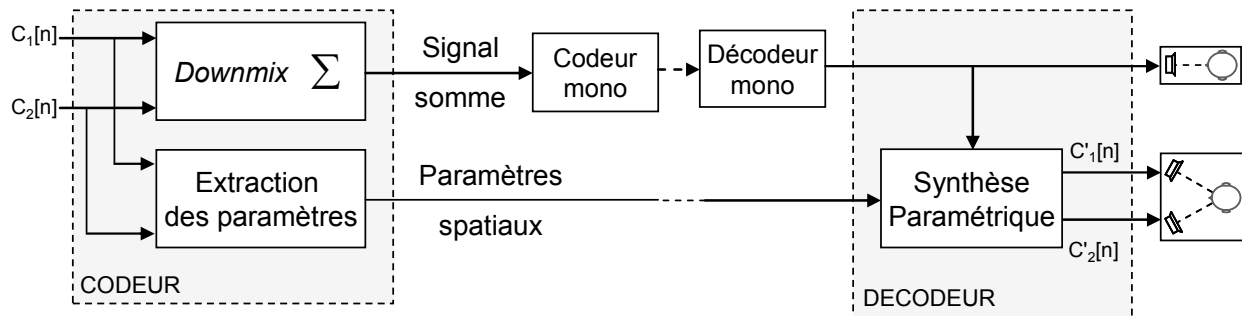 C1[n]
C2[n]
Downmix ∑
Extraction
des paramètres
CODEUR
Signal
somme
Codeur
mono
Décodeur
mono
Paramètres
spatiaux
Synthèse
Paramétrique
C'1[n]
C'2[n]
DECODEUR